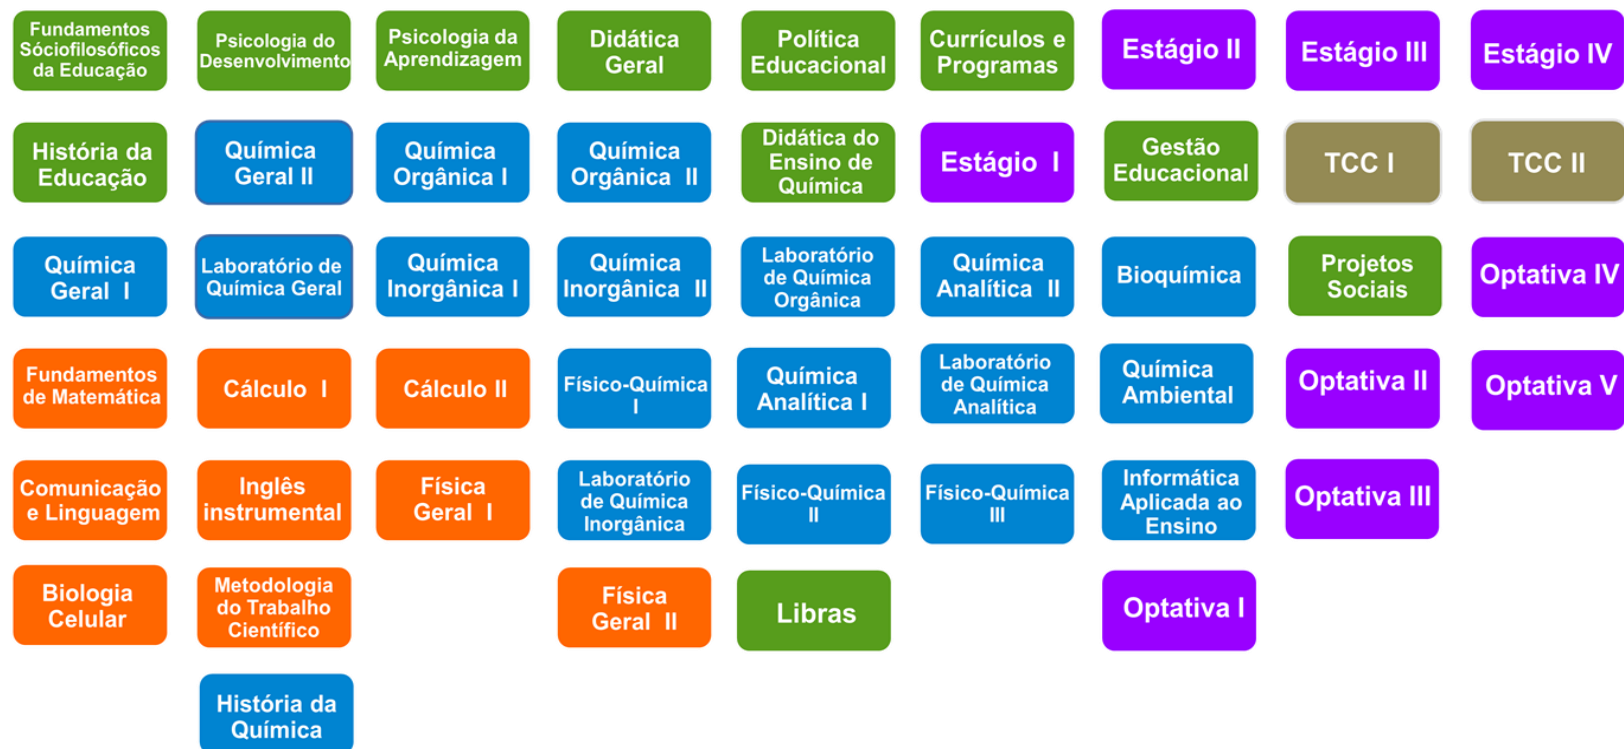 Fundamentos
Sóciofilosóficos
da Educação
Psicologia do
Desenvolvimento
Psicologia da
Aprendizagem
Didática
Geral
Política
Educacional
Currículos e
Programas
Estágio II
Estágio III
Estágio IV
História da
Educação
Química
Geral II
Química
Orgânica I
Química
Orgânica II
Didática do
Ensino de
Química
Estágio I
Gestão
Educacional
TCC I
TCC II
Química
Geral I
Laboratório de
Química Geral
Química
Inorgânica I
Química
Inorgânica II
Laboratório
de Química
Orgânica
Química
Analítica II
Bioquímica
Projetos
Sociais
Optativa IV
Fundamentos
de Matemática
Cálculo I
Cálculo II
Físico-Química
I
Química
Analítica I
Laboratório
de Química
Analítica
Química
Ambiental
Optativa II
Optativa V
Comunicação
e Linguagem
Inglês
instrumental
Física
Geral I
Laboratório
de Química
Inorgânica
Físico-Química
II
Físico-Química
III
Informática
Aplicada ao
Ensino
Optativa III
Biologia
Celular
Metodologia
do Trabalho
Científico
Física
Geral II
Libras
Optativa I
História da
Química